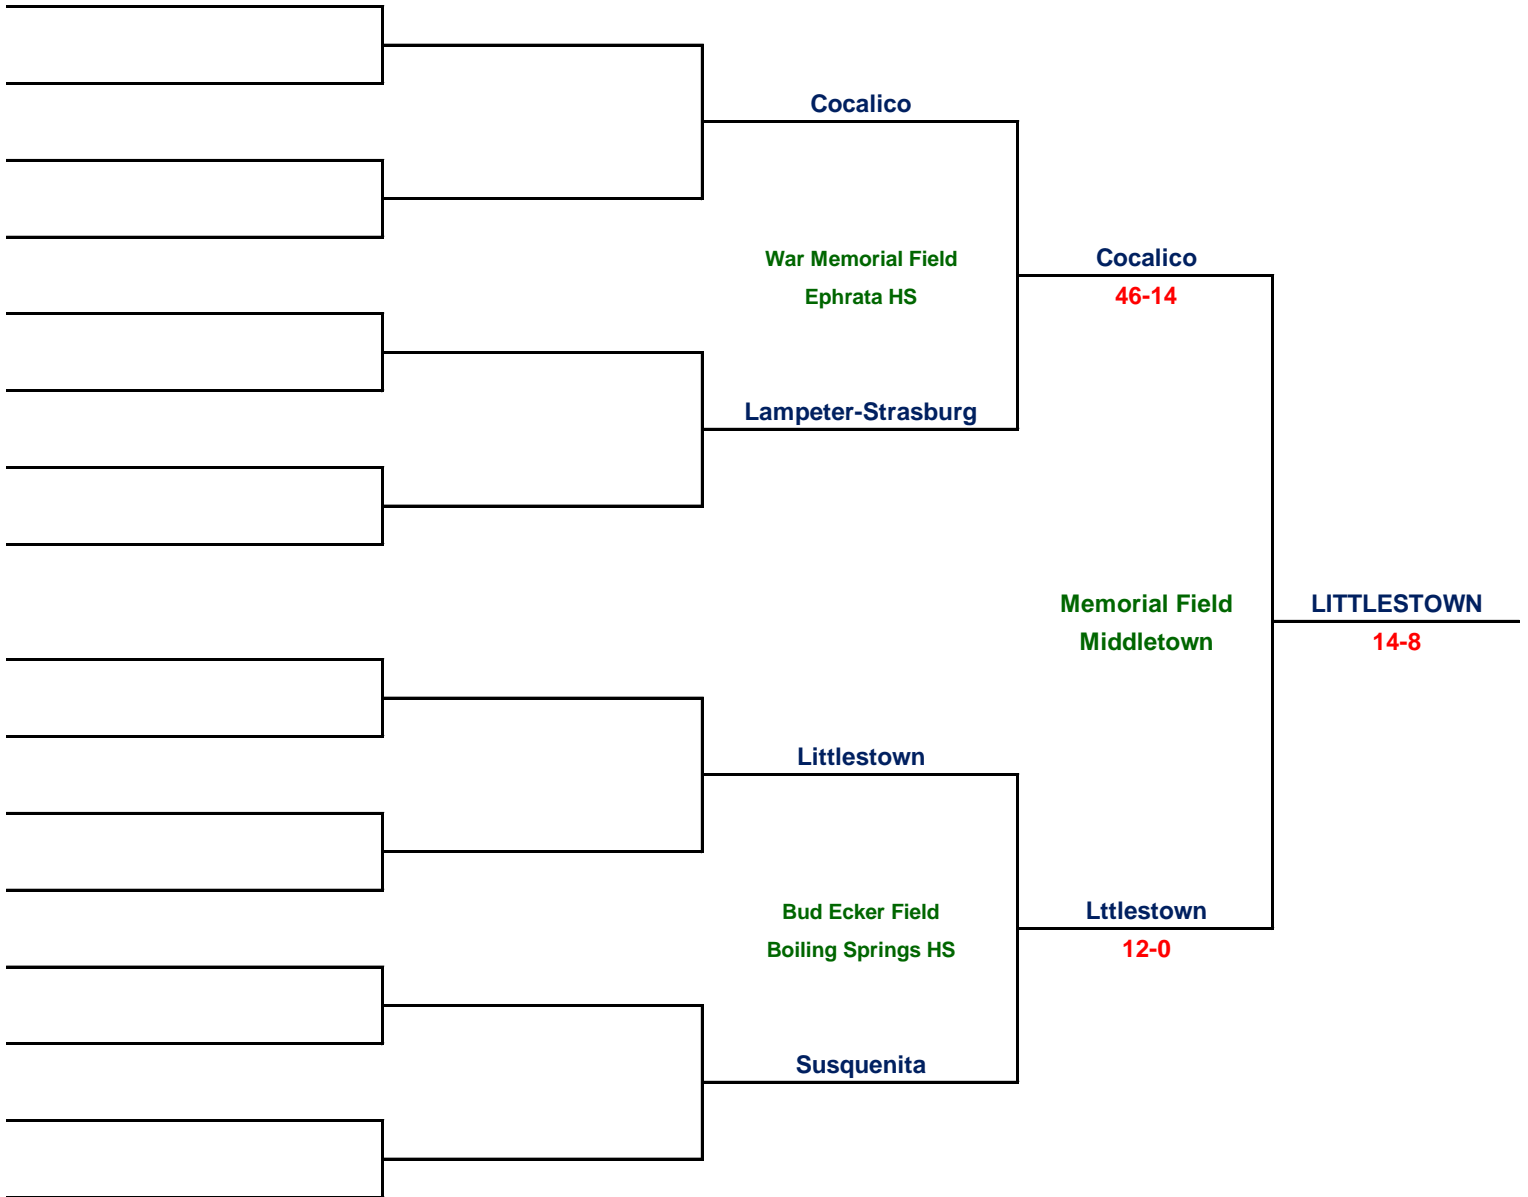 Cocalico
War Memorial Field
Ephrata HS
Cocalico
46-14
Lampeter-Strasburg
Memorial Field
Middletown
LITTLESTOWN
14-8
Littlestown
Bud Ecker Field
Boiling Springs HS
Lttlestown
12-0
Susquenita